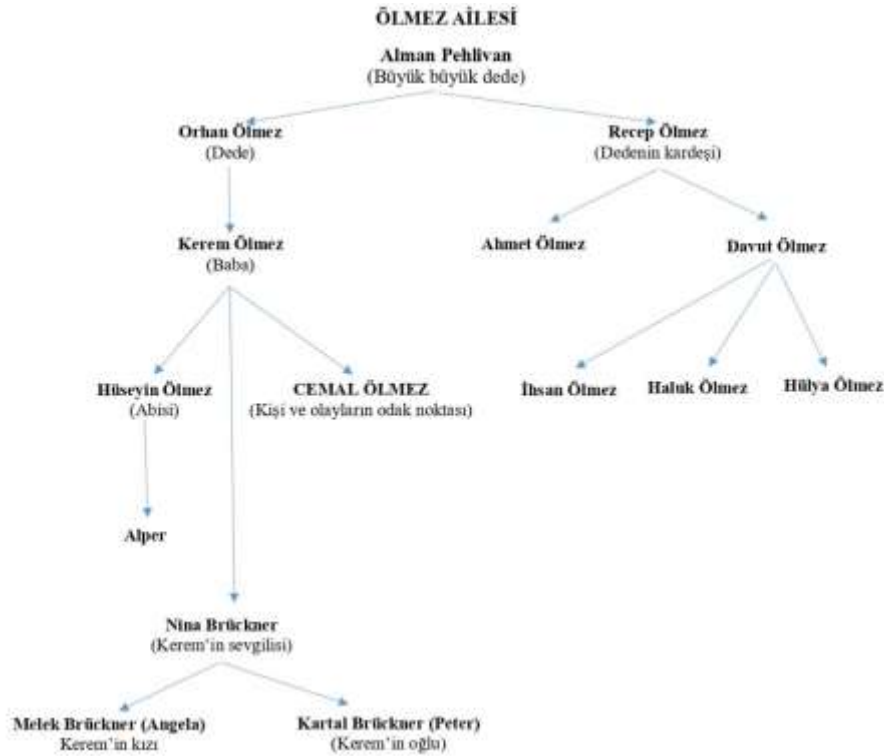 ÖLMEZ AİLESİ
Alman Pehlivan
(Büyük büyük dede)
Orhan Ölmez
(Dede)
Recep Ölmez
(Dedenin kardeşi)
Kerem Ölmez
(Baba)
Ahmet Ölmez
Davut Ölmez
Hüseyin Ölmez
(Abisi)
CEMAL ÖLMEZ
(Kişi ve olayların odak noktası)
İhsan Ölmez
Haluk Ölmez
Hülya Ölmez
Alper
Nina Brückner
(Kerem'in sevgilisi)
Melek Brückner (Angela)
Kerem'in kızı
Kartal Brückner (Peter)
(Kerem'in oğlu)